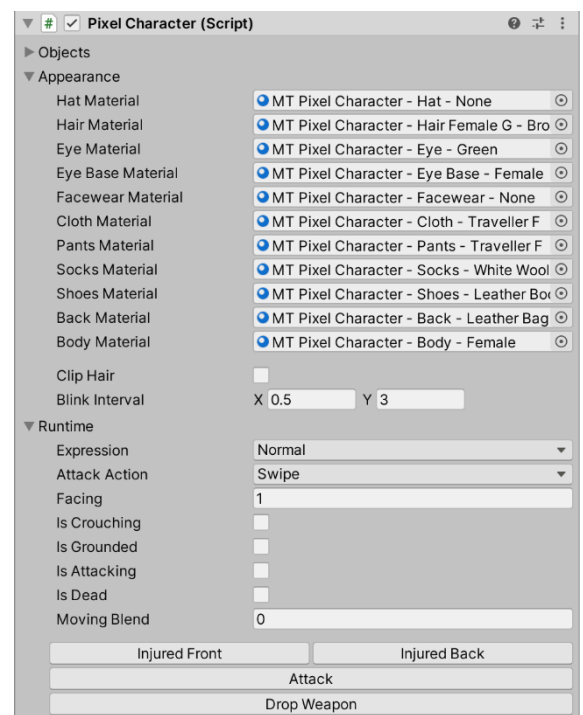 Pixel Character (Script)
Objects
Appearance
Hat Material MT Pixel Character - Hat - None
Hair Material MT Pixel Character - Hair Female G - Bro
Eye Material MT Pixel Character - Eye - Green
Eye Base Material MT Pixel Character - Eye Base - Female
Facewear Material MT Pixel Character - Facewear - None
Cloth Material MT Pixel Character - Cloth - Traveller F
Pants Material MT Pixel Character - Pants - Traveller F
Socks Material MT Pixel Character - Socks - White Wool
Shoes Material MT Pixel Character - Shoes - Leather Boo
Back Material MT Pixel Character - Back - Leather Bag
Body Material MT Pixel Character - Body - Female
Clip Hair
Blink Interval X 0.5 Y 3
Runtime
Expression Normal
Attack Action Swipe
Facing 1
Is Crouching
Is Grounded
Is Attacking
Is Dead
Moving Blend 0
Injured Front Injured Back
Attack
Drop Weapon